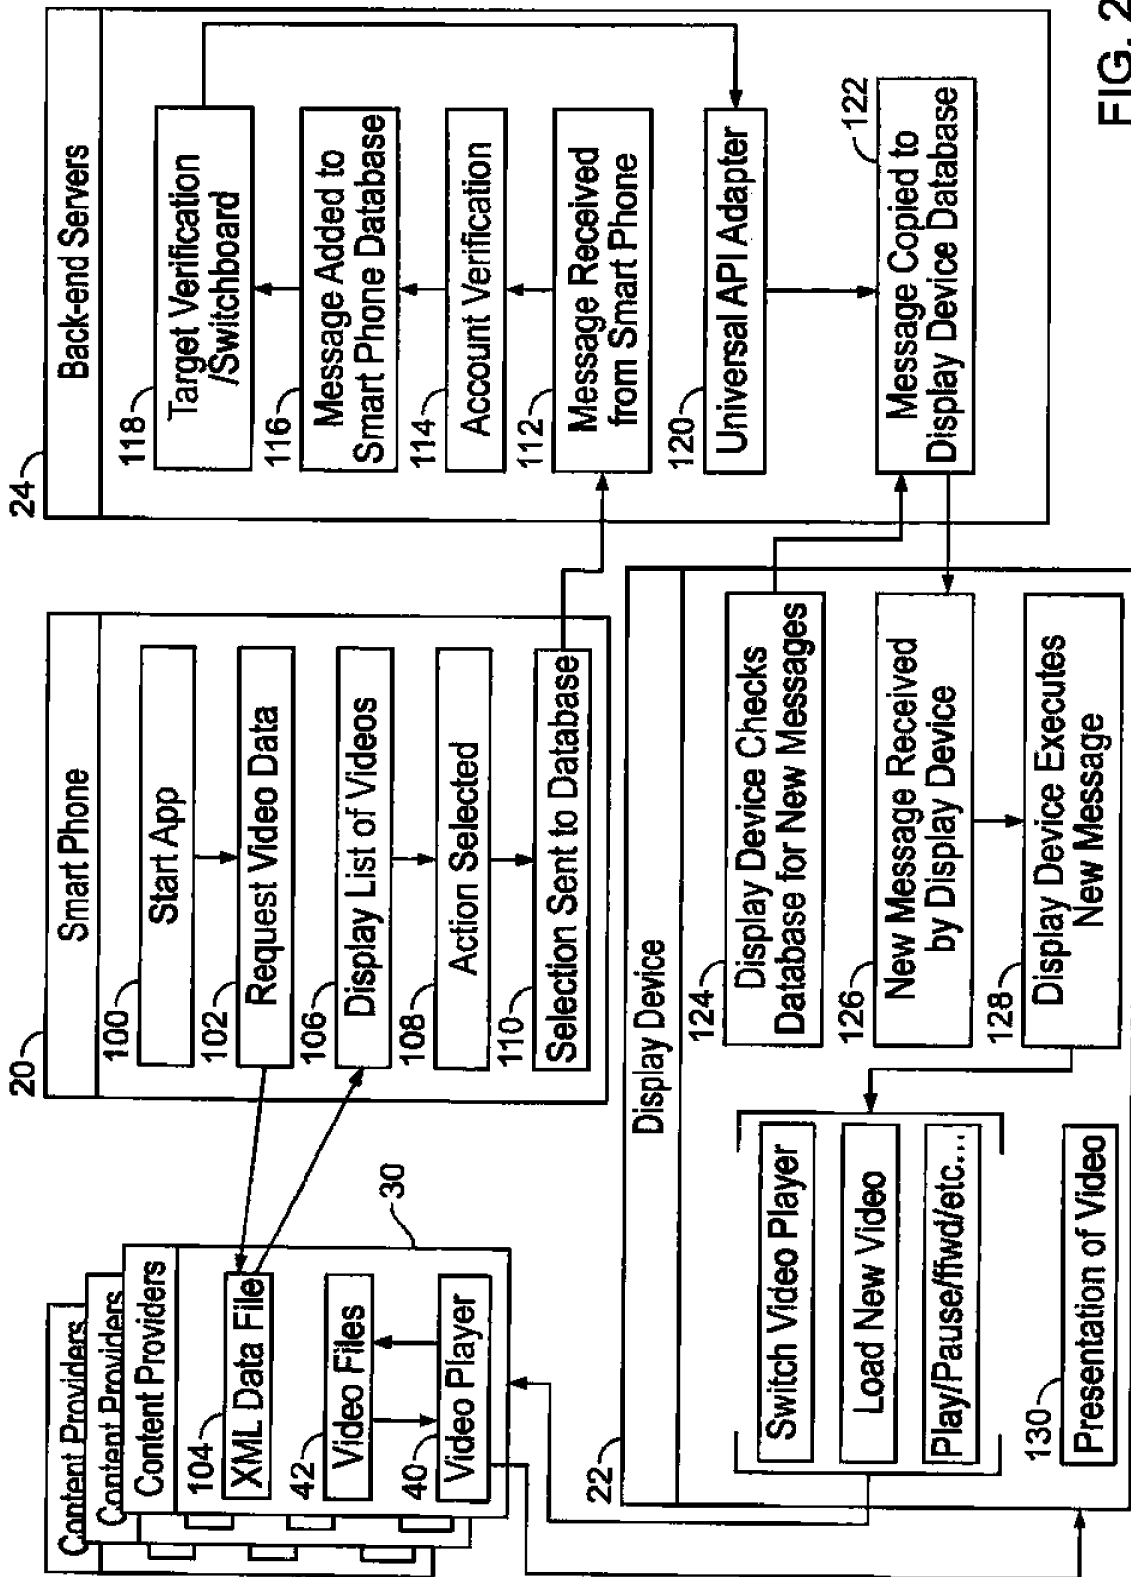 Content Providers
Content Providers
Content Providers
30
104
XML Data File
42
Video Files
40
Video Player
20
Smart Phone
100
Start App
102
Request Video Data
106
Display List of Videos
108
Action Selected
110
Selection Sent to Database
24
Back-end Servers
118
Target Verification
/Switchboard
116
Message Added to
Smart Phone Database
114
Account Verification
112
Message Received
from Smart Phone
120
Universal API Adapter
122
Message Copied to
Display Device Database
22
Display Device
Switch Video Player
Load New Video
Play/Pause/ffwd/etc...
130
Presentation of Video
124
Display Device Checks
Database for New Messages
126
New Message Received
by Display Device
128
Display Device Executes
New Message
FIG. 2